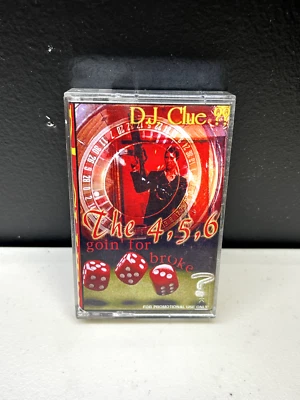 DJ Clue
The 4,5,6
goin' for
broke
?
FOR PROMOTIONAL USE ONLY